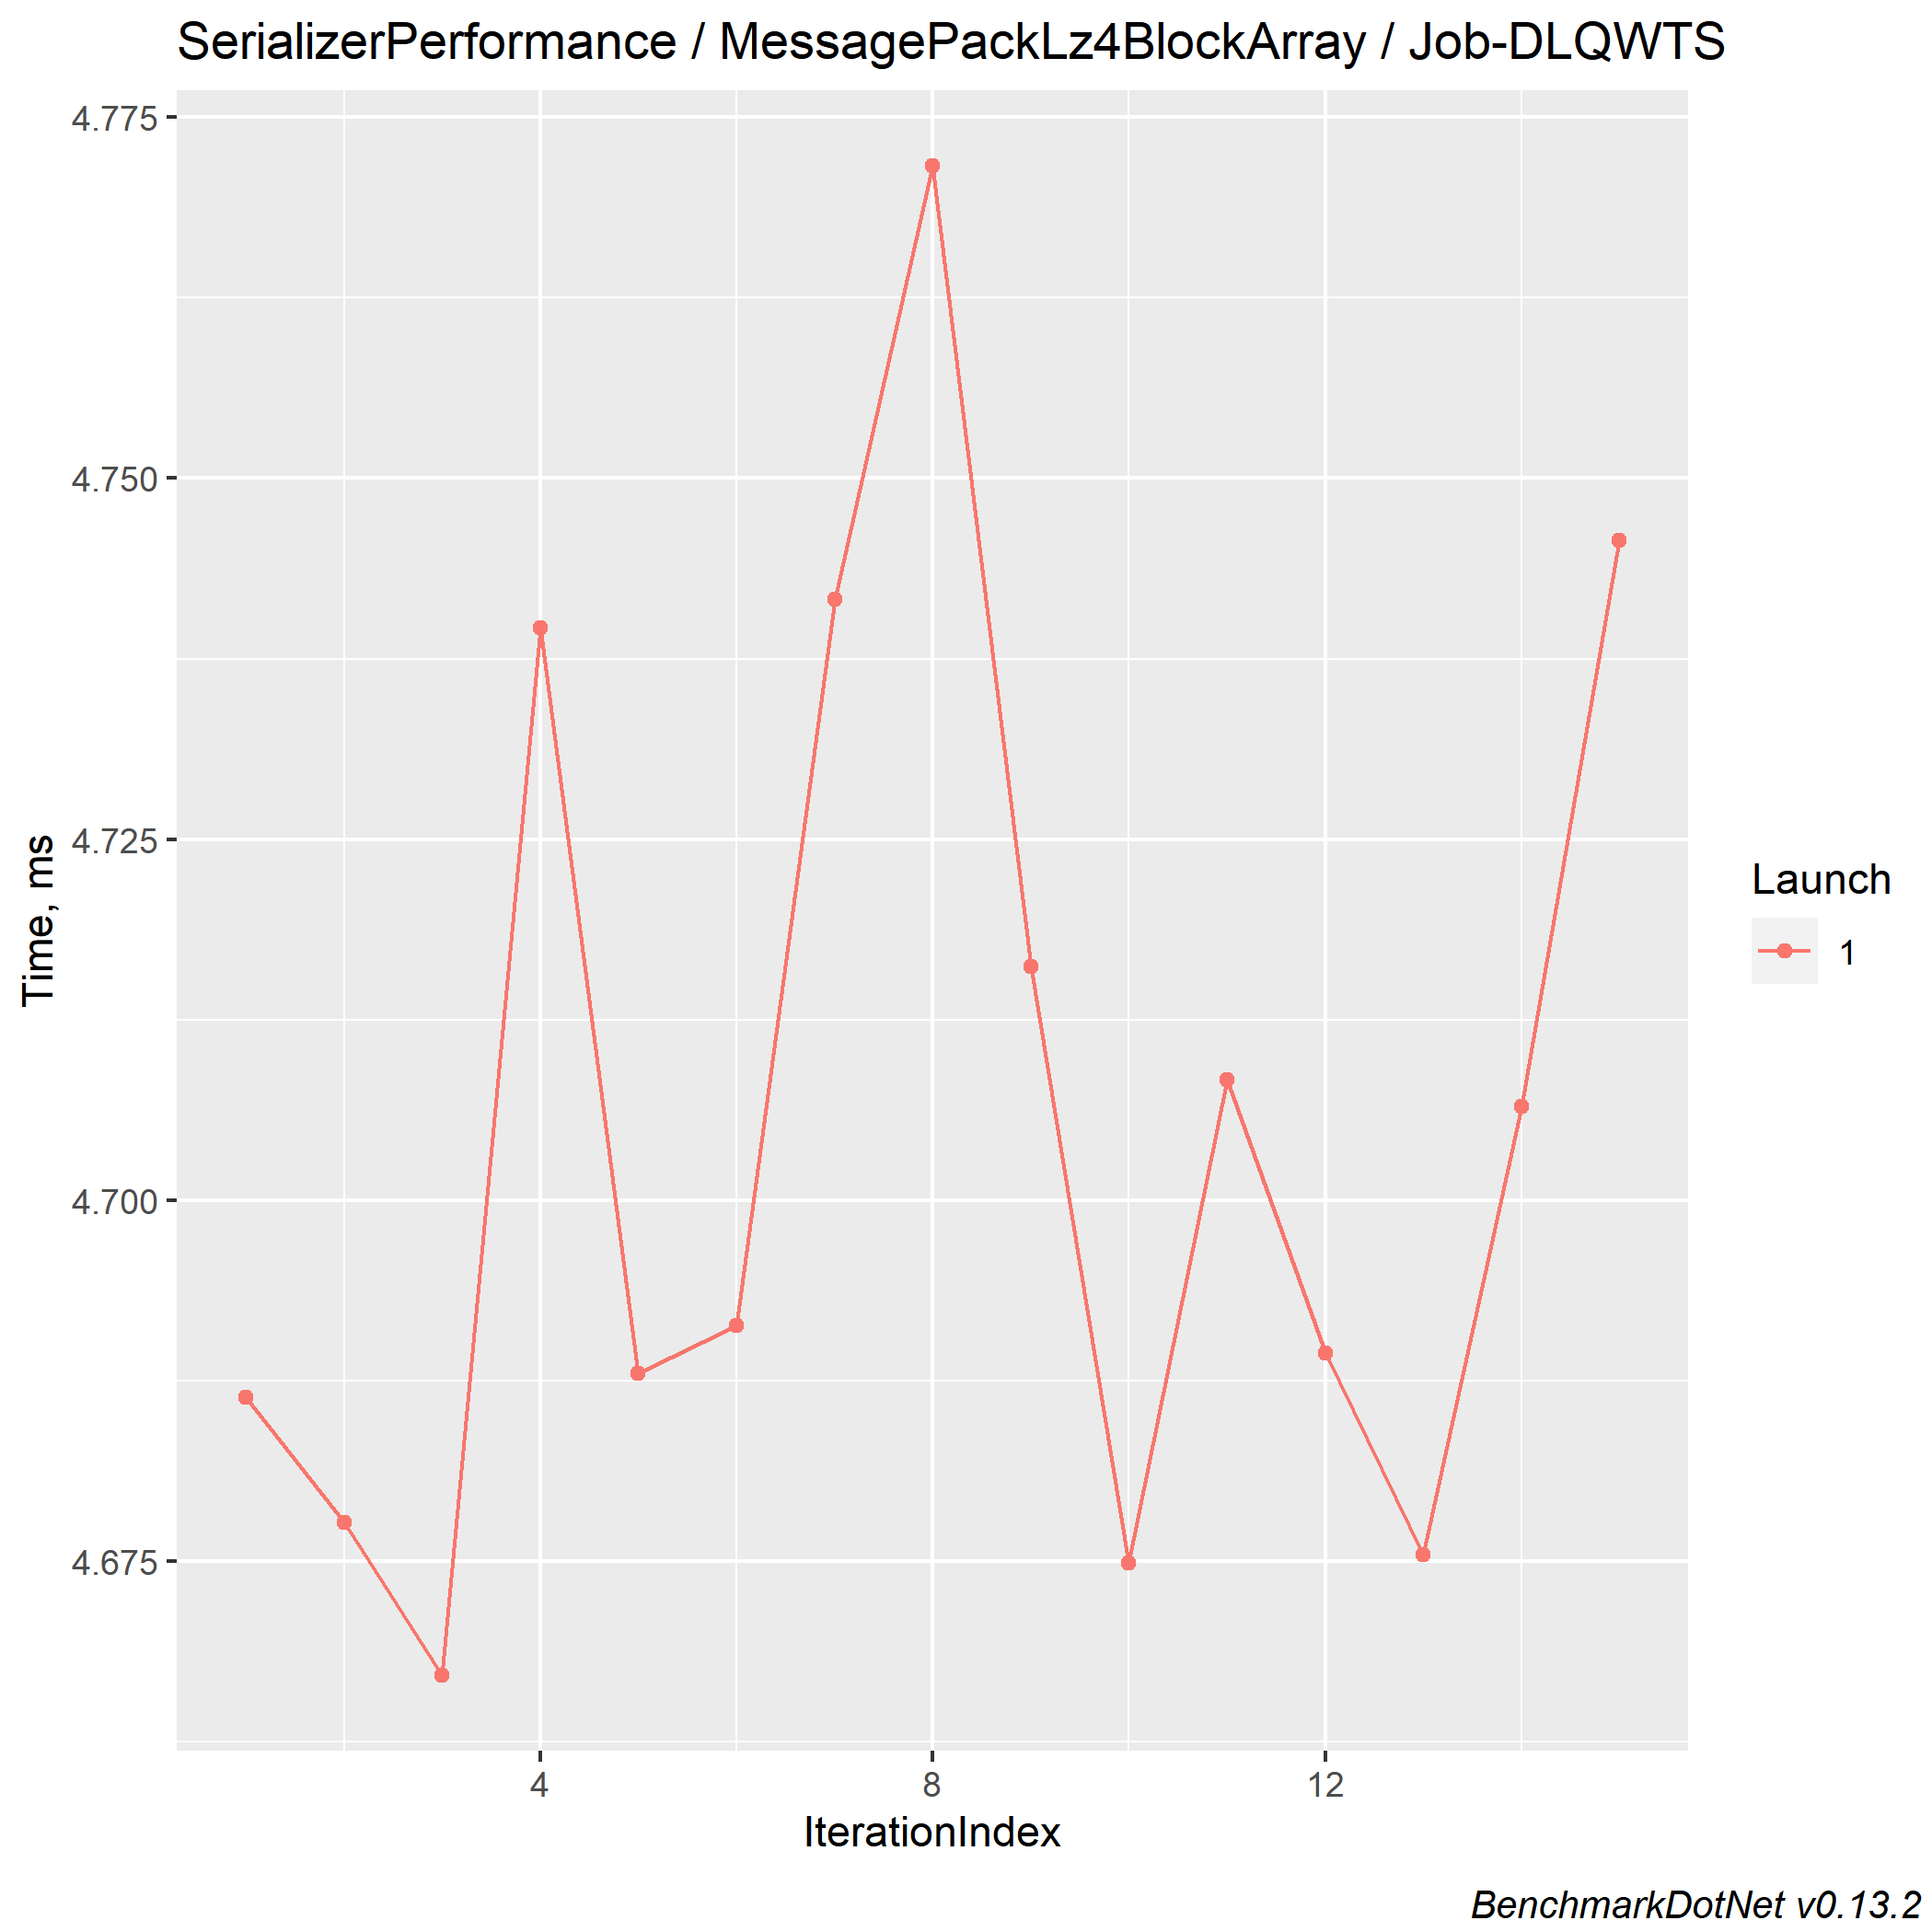 SerializerPerformance / MessagePackLz4BlockArray / Job-DLQWTS
4.775
4.750
4.725
4.700
4.675
Time, ms
4 8 12
IterationIndex
Launch
1
BenchmarkDotNet v0.13.2